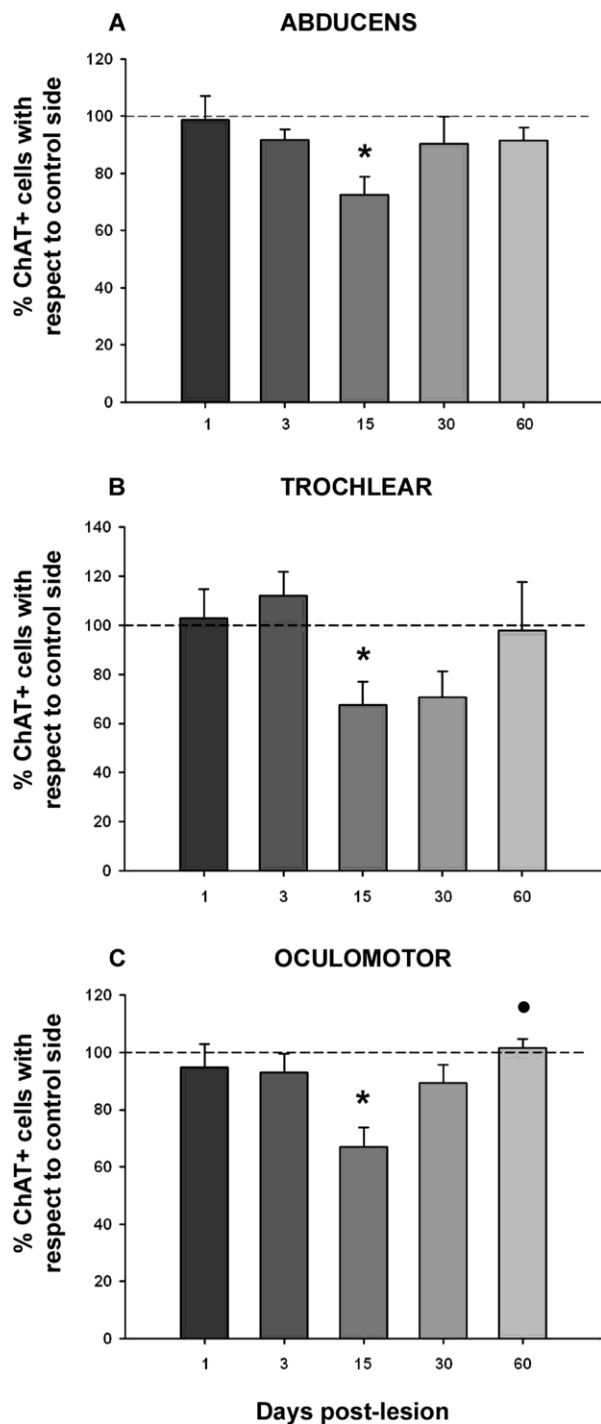 A ABDUCENS
% ChAT+ cells with
respect to control side
120
100
80
60
40
20
0
*
1 3 15 30 60
B TROCHLEAR
% ChAT+ cells with
respect to control side
140
120
100
80
60
40
20
0
*
1 3 15 30 60
C OCULOMOTOR
% ChAT+ cells with
respect to control side
120
100
80
60
40
20
0
*
●
1 3 15 30 60
Days post-lesion